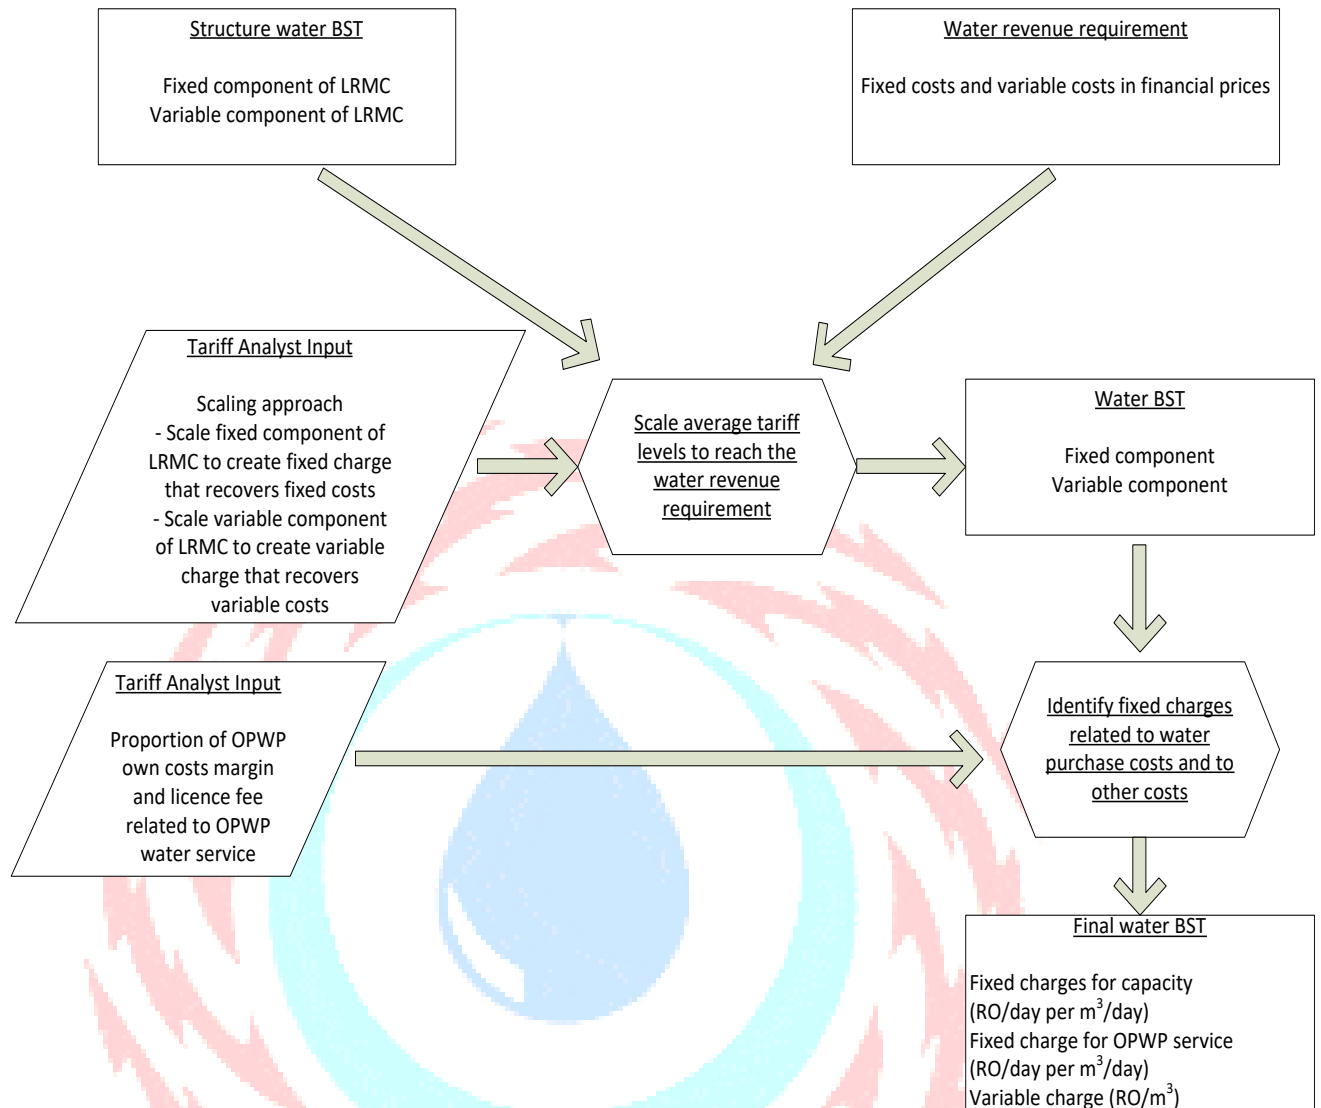 Structure water BST
Fixed component of LRMC
Variable component of LRMC
Water revenue requirement
Fixed costs and variable costs in financial prices
Tariff Analyst Input
Scaling approach
- Scale fixed component of
LRMC to create fixed charge
that recovers fixed costs
- Scale variable component
of LRMC to create variable
charge that recovers
variable costs
Scale average tariff
levels to reach the
water revenue
requirement
Water BST
Fixed component
Variable component
Tariff Analyst Input
Proportion of OPWP
own costs margin
and licence fee
related to OPWP
water service
Identify fixed charges
related to water
purchase costs and to
other costs
Final water BST
Fixed charges for capacity
(RO/day per m³/day)
Fixed charge for OPWP service
(RO/day per m³/day)
Variable charge (RO/m³)